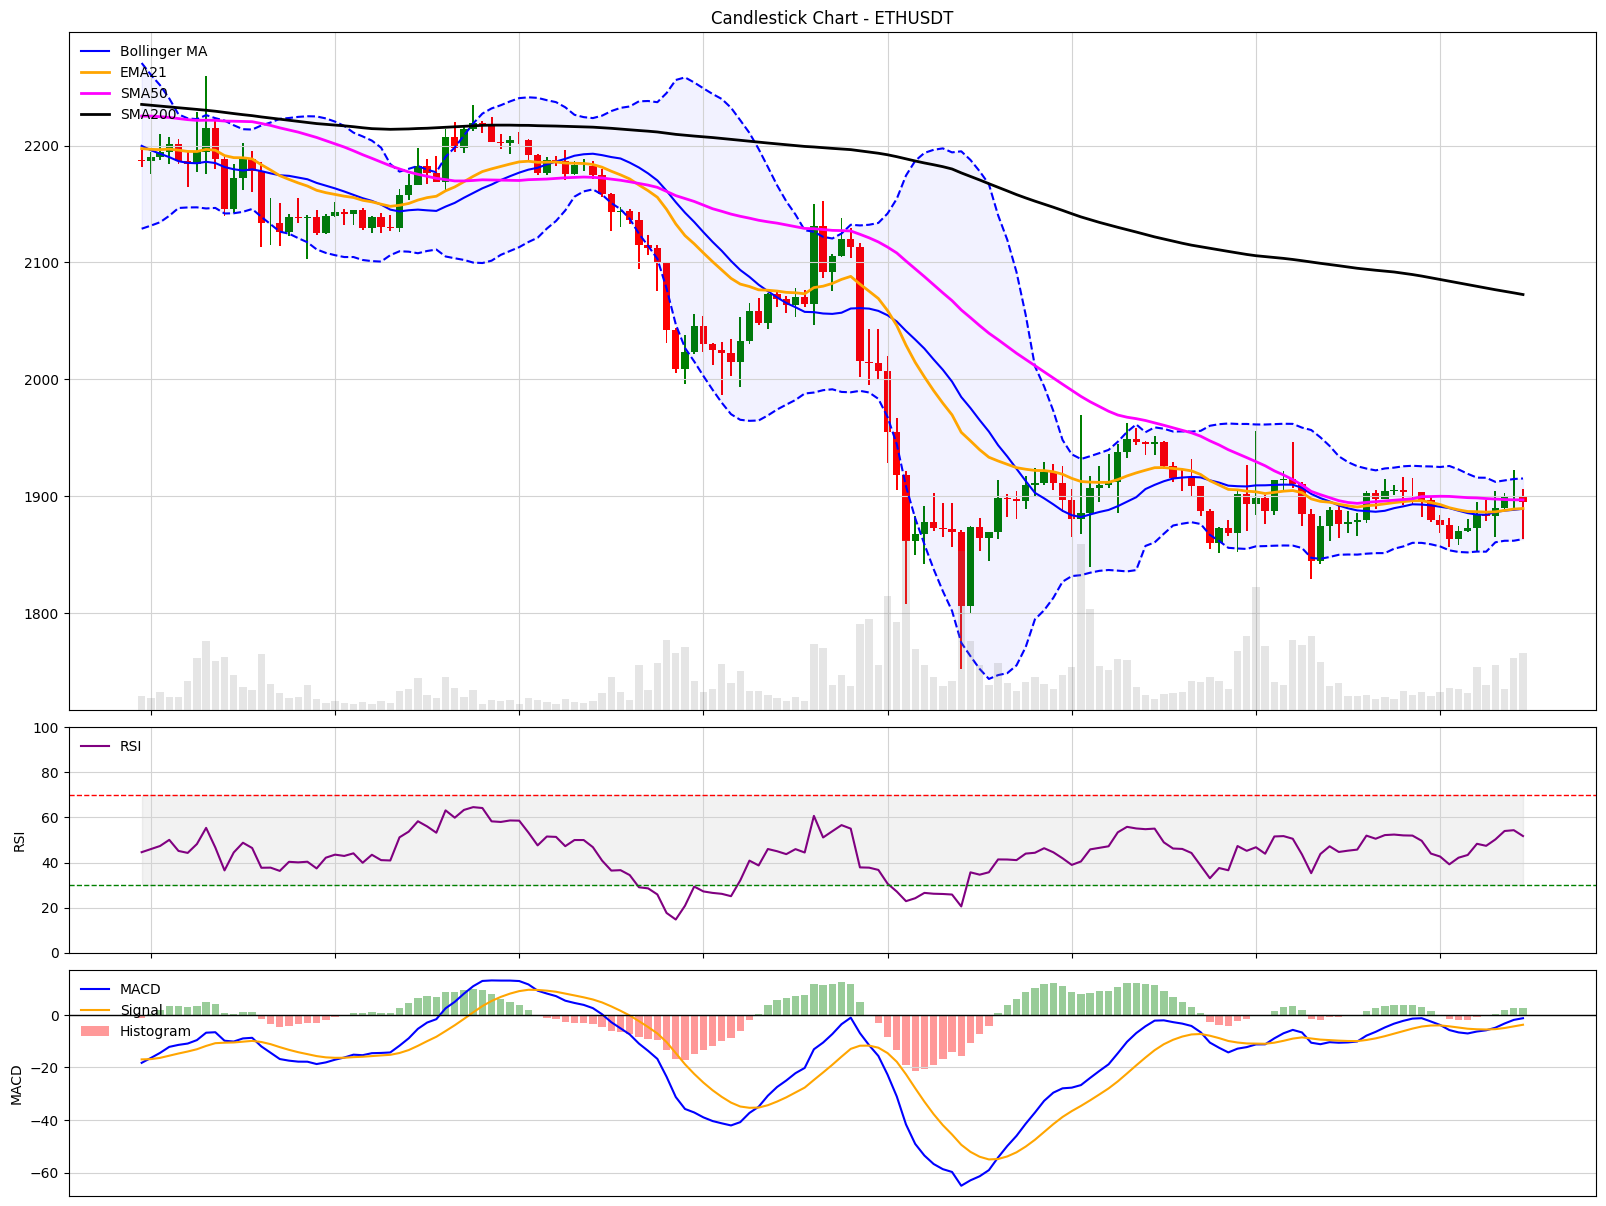 Candlestick Chart - ETHUSDT
Bollinger MA
EMA21
SMA50
SMA200
2200
2100
2000
1900
1800
100
80
60
40
20
0
RSI
RSI
0
−20
−40
−60
MACD
MACD
Signal
Histogram